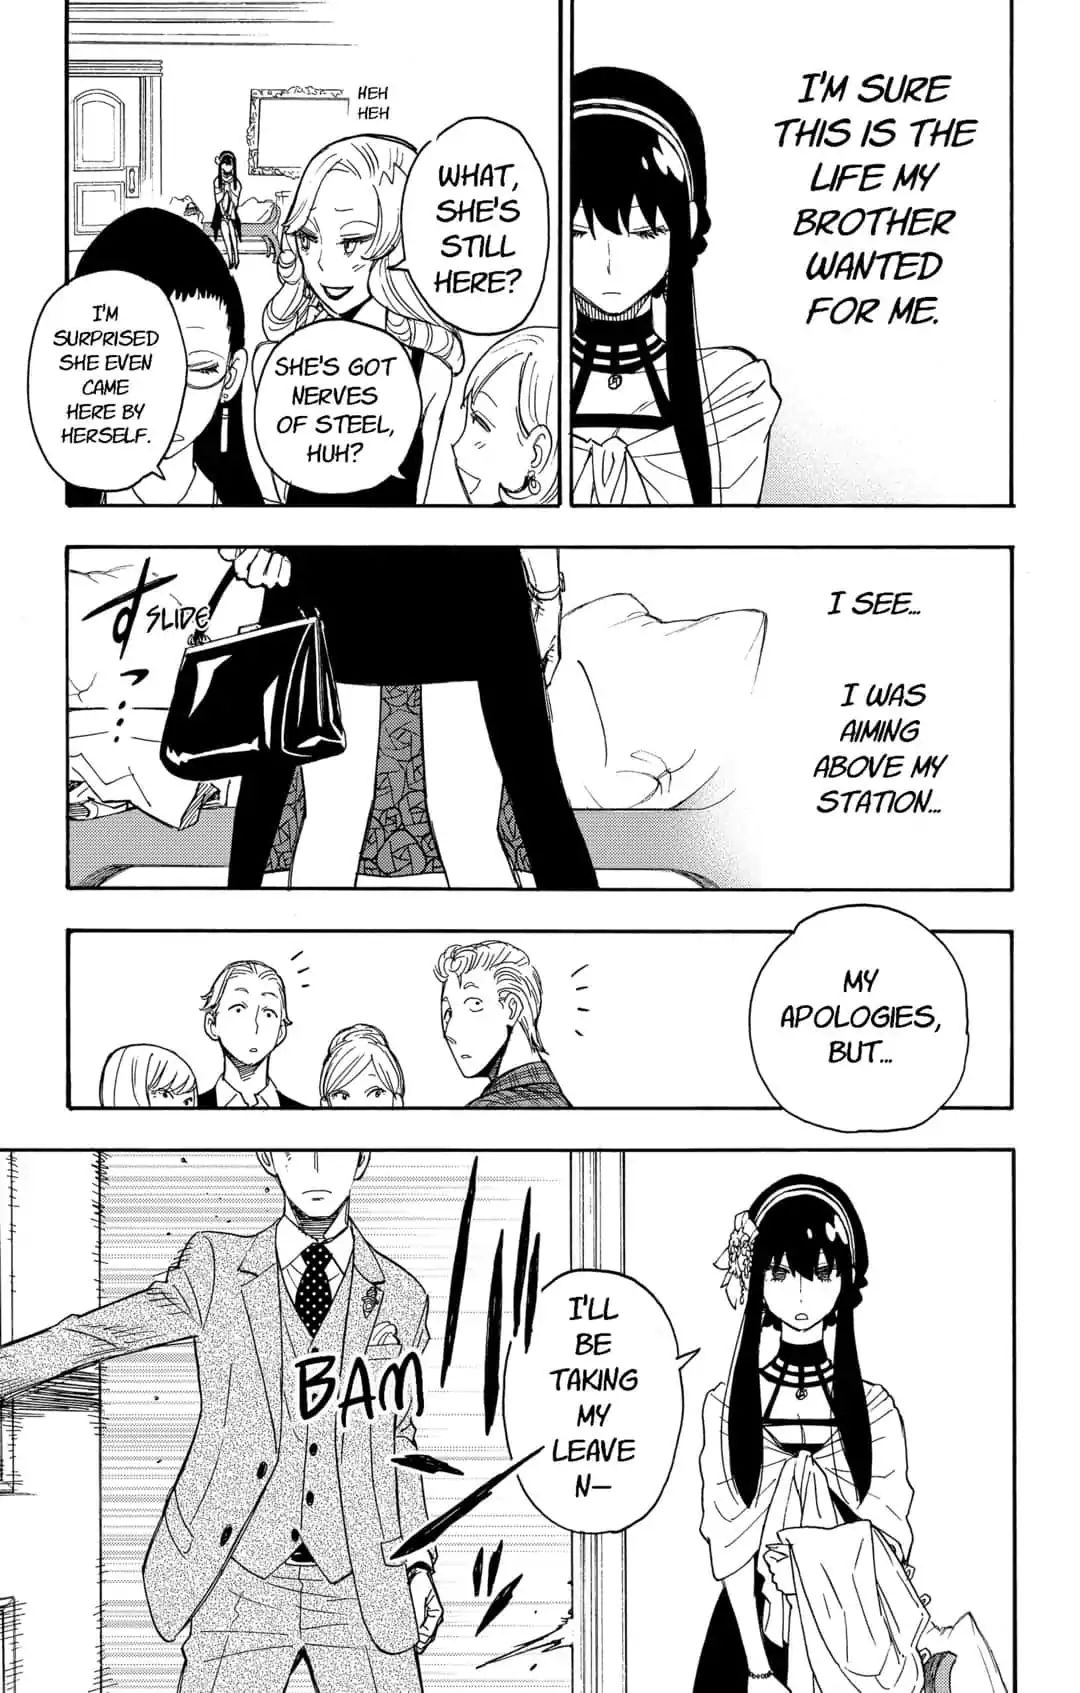 I'M SURE
THIS IS THE
LIFE MY
BROTHER
WANTED
FOR ME.
HEH
HEH
WHAT,
SHE'S
STILL
HERE?
SHE'S GOT
NERVES
OF STEEL,
HUH?
I'M
SURPRISED
SHE EVEN
CAME
HERE BY
HERSELF.
I SEE...
I WAS
AIMING
ABOVE MY
STATION...
SLIDE
MY
APOLOGIES,
BUT...
I'LL
BE
TAKING
MY
LEAVE
N—
BAM